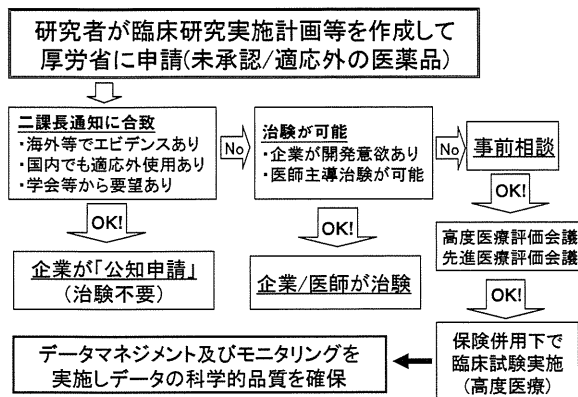 研究者が臨床研究実施計画等を作成して
厚労省に申請(未承認/適応外の医薬品)
二課長通知に合致
・海外等でエビデンスあり
・国内でも適応外使用あり
・学会等から要望あり
No
治験が可能
・企業が開発意欲あり
・医師主導治験が可能
No
事前相談
OK!
OK!
OK!
企業が「公知申請」
(治験不要)
企業/医師が治験
高度医療評価会議
先進医療評価会議
OK!
保険併用下で
臨床試験実施
(高度医療)
データマネジメント及びモニタリングを
実施しデータの科学的品質を確保